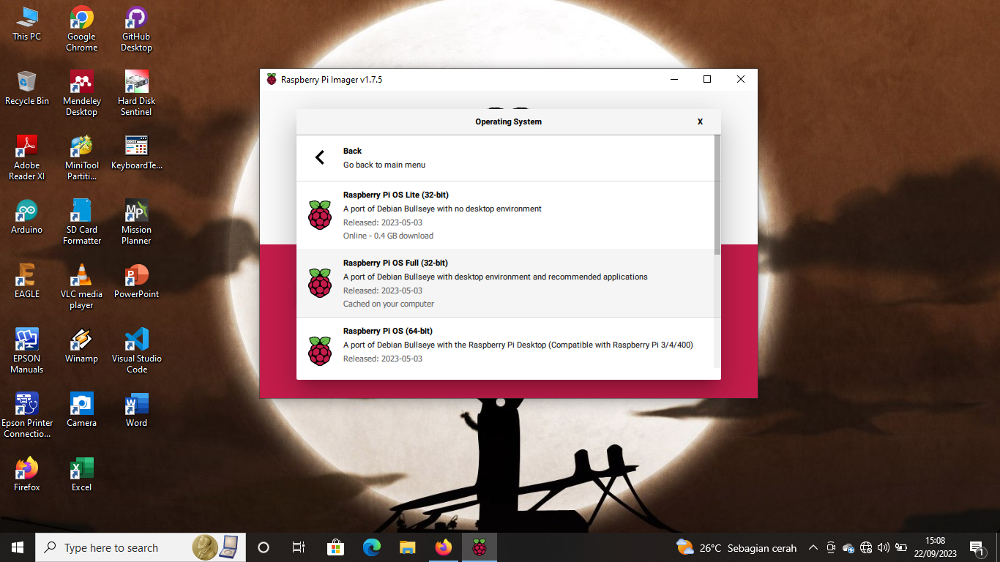 This PC
Google
Chrome
GitHub
Desktop
Recycle Bin
Mendeley
Desktop
Hard Disk
Sentinel
Adobe
Reader XI
MiniTool
Partiti...
KeyboardTe...
Arduino
SD Card
Formatter
Mission
Planner
EAGLE
VLC media
player
PowerPoint
EPSON
Manuals
Winamp
Visual Studio
Code
Epson Printer
Connectio...
Camera
Word
Firefox
Excel
Raspberry Pi Imager v1.7.5
Operating System
X
Back
Go back to main menu
Raspberry Pi OS Lite (32-bit)
A port of Debian Bullseye with no desktop environment
Released: 2023-05-03
Online - 0.4 GB download
Raspberry Pi OS Full (32-bit)
A port of Debian Bullseye with desktop environment and recommended applications
Released: 2023-05-03
Cached on your computer
Raspberry Pi OS (64-bit)
A port of Debian Bullseye with the Raspberry Pi Desktop (Compatible with Raspberry Pi 3/4/400)
Released: 2023-05-03
Type here to search
26°C Sebagian cerah
15:08
22/09/2023
1